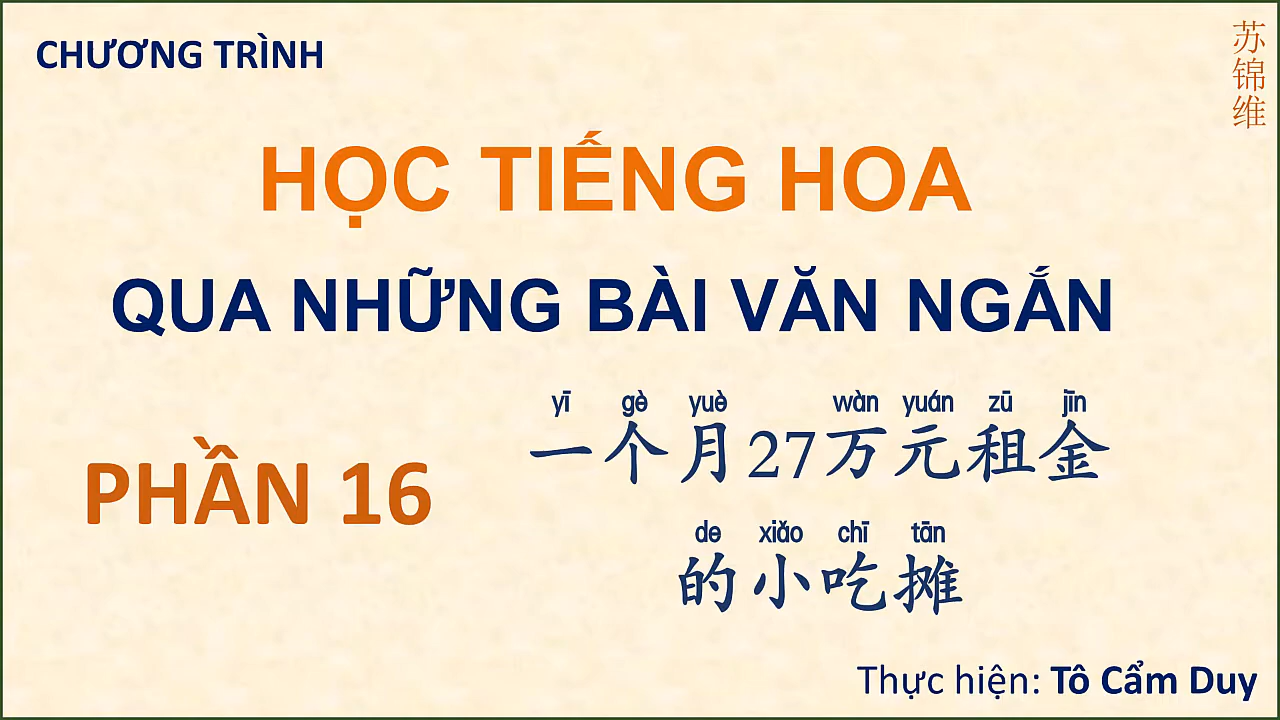 CHƯƠNG TRÌNH
苏锦维
HỌC TIẾNG HOA
QUA NHỮNG BÀI VĂN NGẮN
PHẦN 16
yī gè yuè wàn yuán zū jīn
一个月27万元租金
de xiǎo chī tān
的小吃摊
Thực hiện: Tô Cẩm Duy